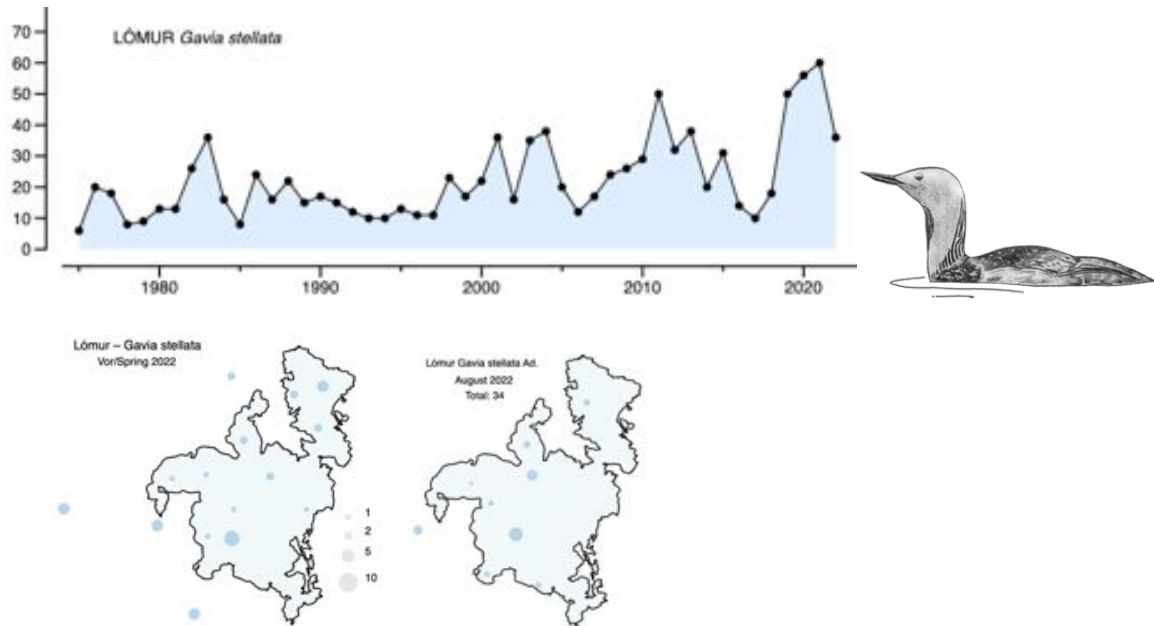 70
60
50
40
30
20
10
0
LÓMUR Gavia stellata
1980 1990 2000 2010 2020
Lómur – Gavia stellata
Vor/Spring 2022
1
2
5
10
Lómur Gavia stellata Ad.
August 2022
Total: 34